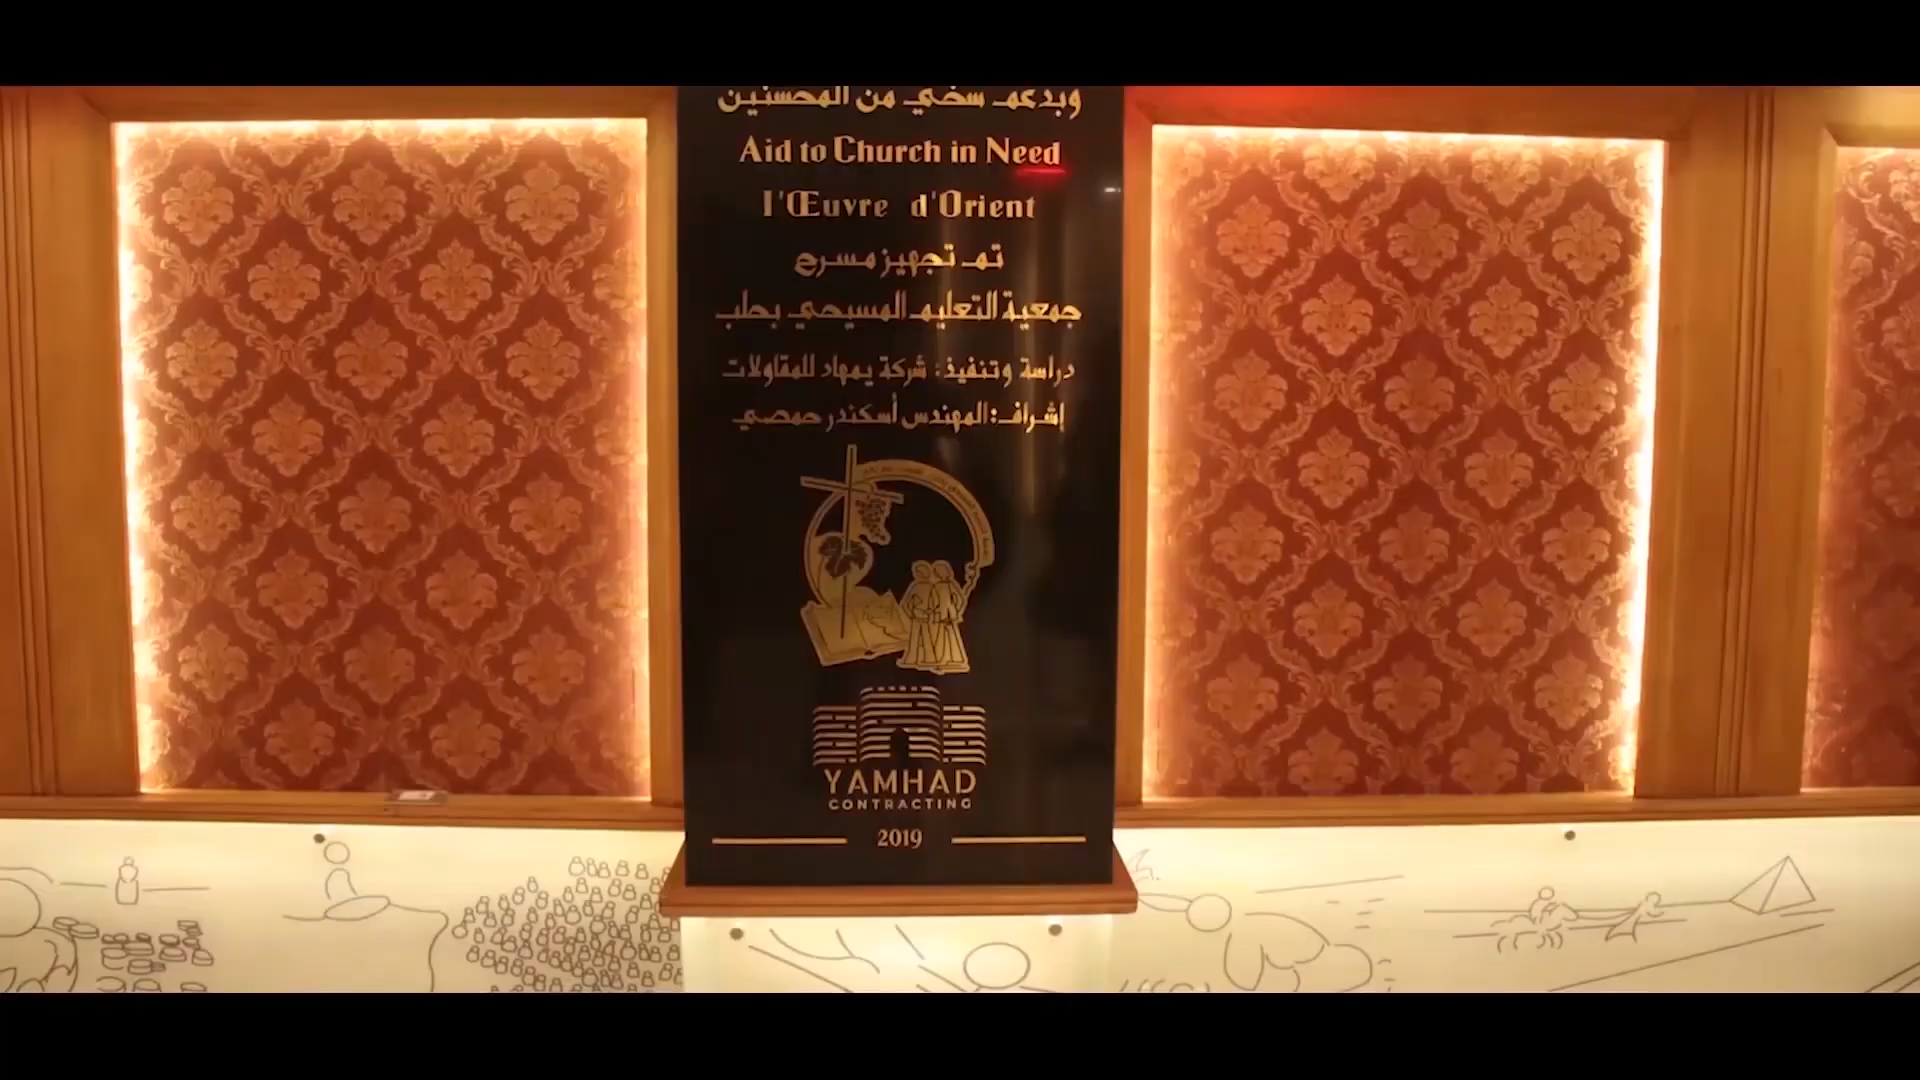 وبدعم سخي من المحسنين
Aid to Church in Need
l'Œuvre d'Orient
تم تجهيز مسرح
جمعية التعليم المسيحي بحلب
دراسة وتنفيذ: شركة يمهاد للمقاولات
إشراف: المهندس أسكندر حمصي
YAMHAD
CONTRACTING
2019